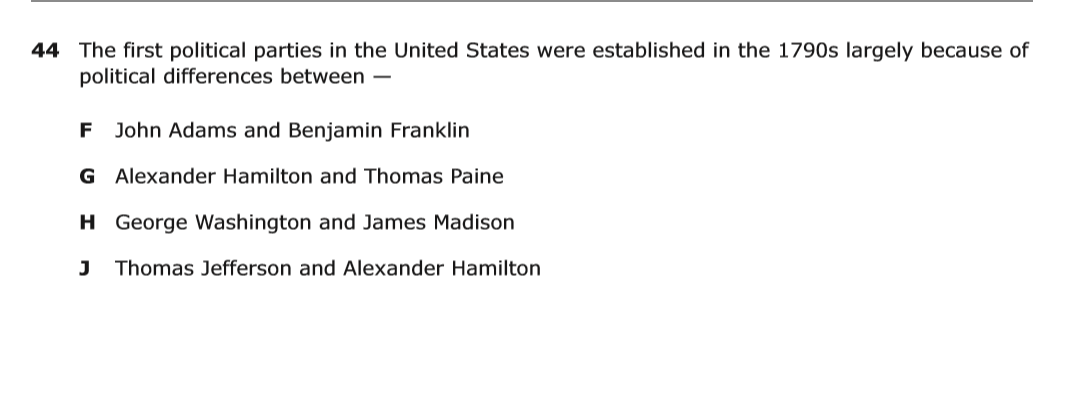 44 The first political parties in the United States were established in the 1790s largely because of
political differences between —
F John Adams and Benjamin Franklin
G Alexander Hamilton and Thomas Paine
H George Washington and James Madison
J Thomas Jefferson and Alexander Hamilton